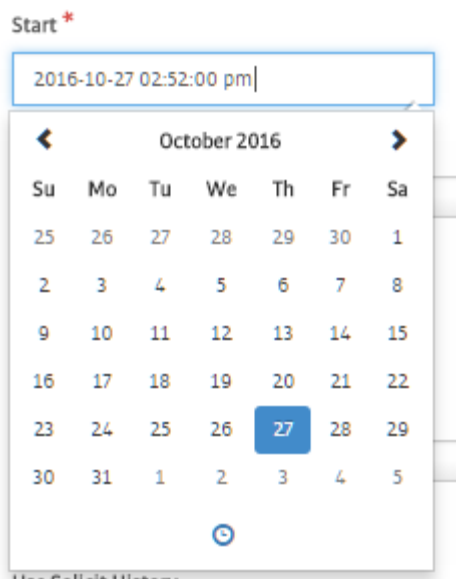 Start *
2016-10-27 02:52:00 pm
October 2016
Su Mo Tu We Th Fr Sa
25 26 27 28 29 30 1
2 3 4 5 6 7 8
9 10 11 12 13 14 15
16 17 18 19 20 21 22
23 24 25 26 27 28 29
30 31 1 2 3 4 5